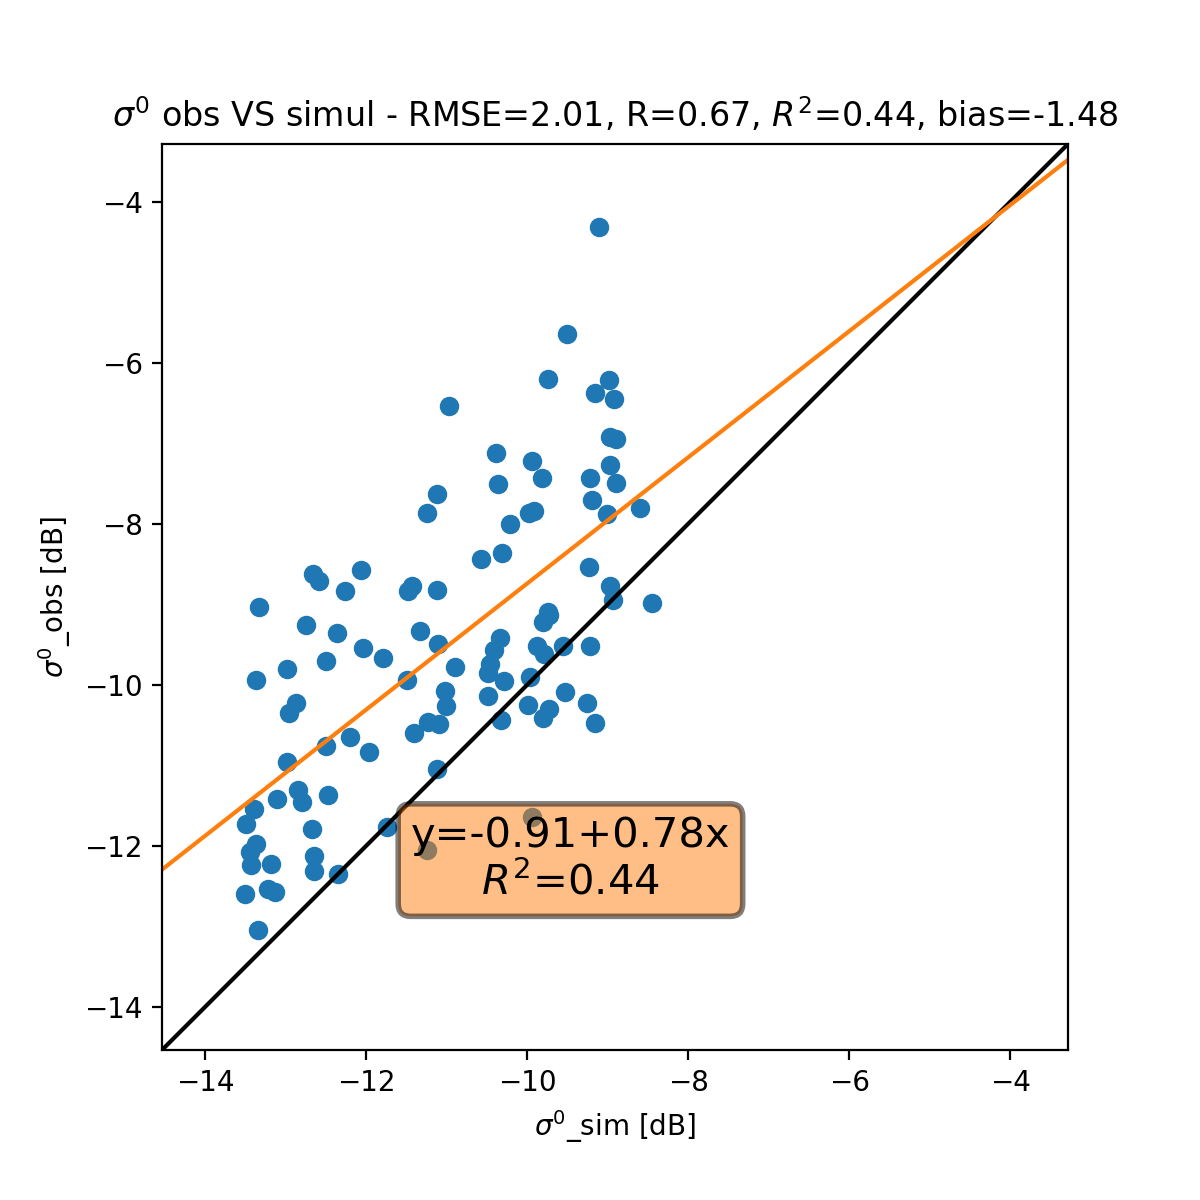 σ⁰ obs VS simul - RMSE=2.01, R=0.67, R²=0.44, bias=-1.48
−4
−6
−8
−10
−12
−14
σ⁰_obs [dB]
y=-0.91+0.78x
R²=0.44
−14 −12 −10 −8 −6 −4
σ⁰_sim [dB]